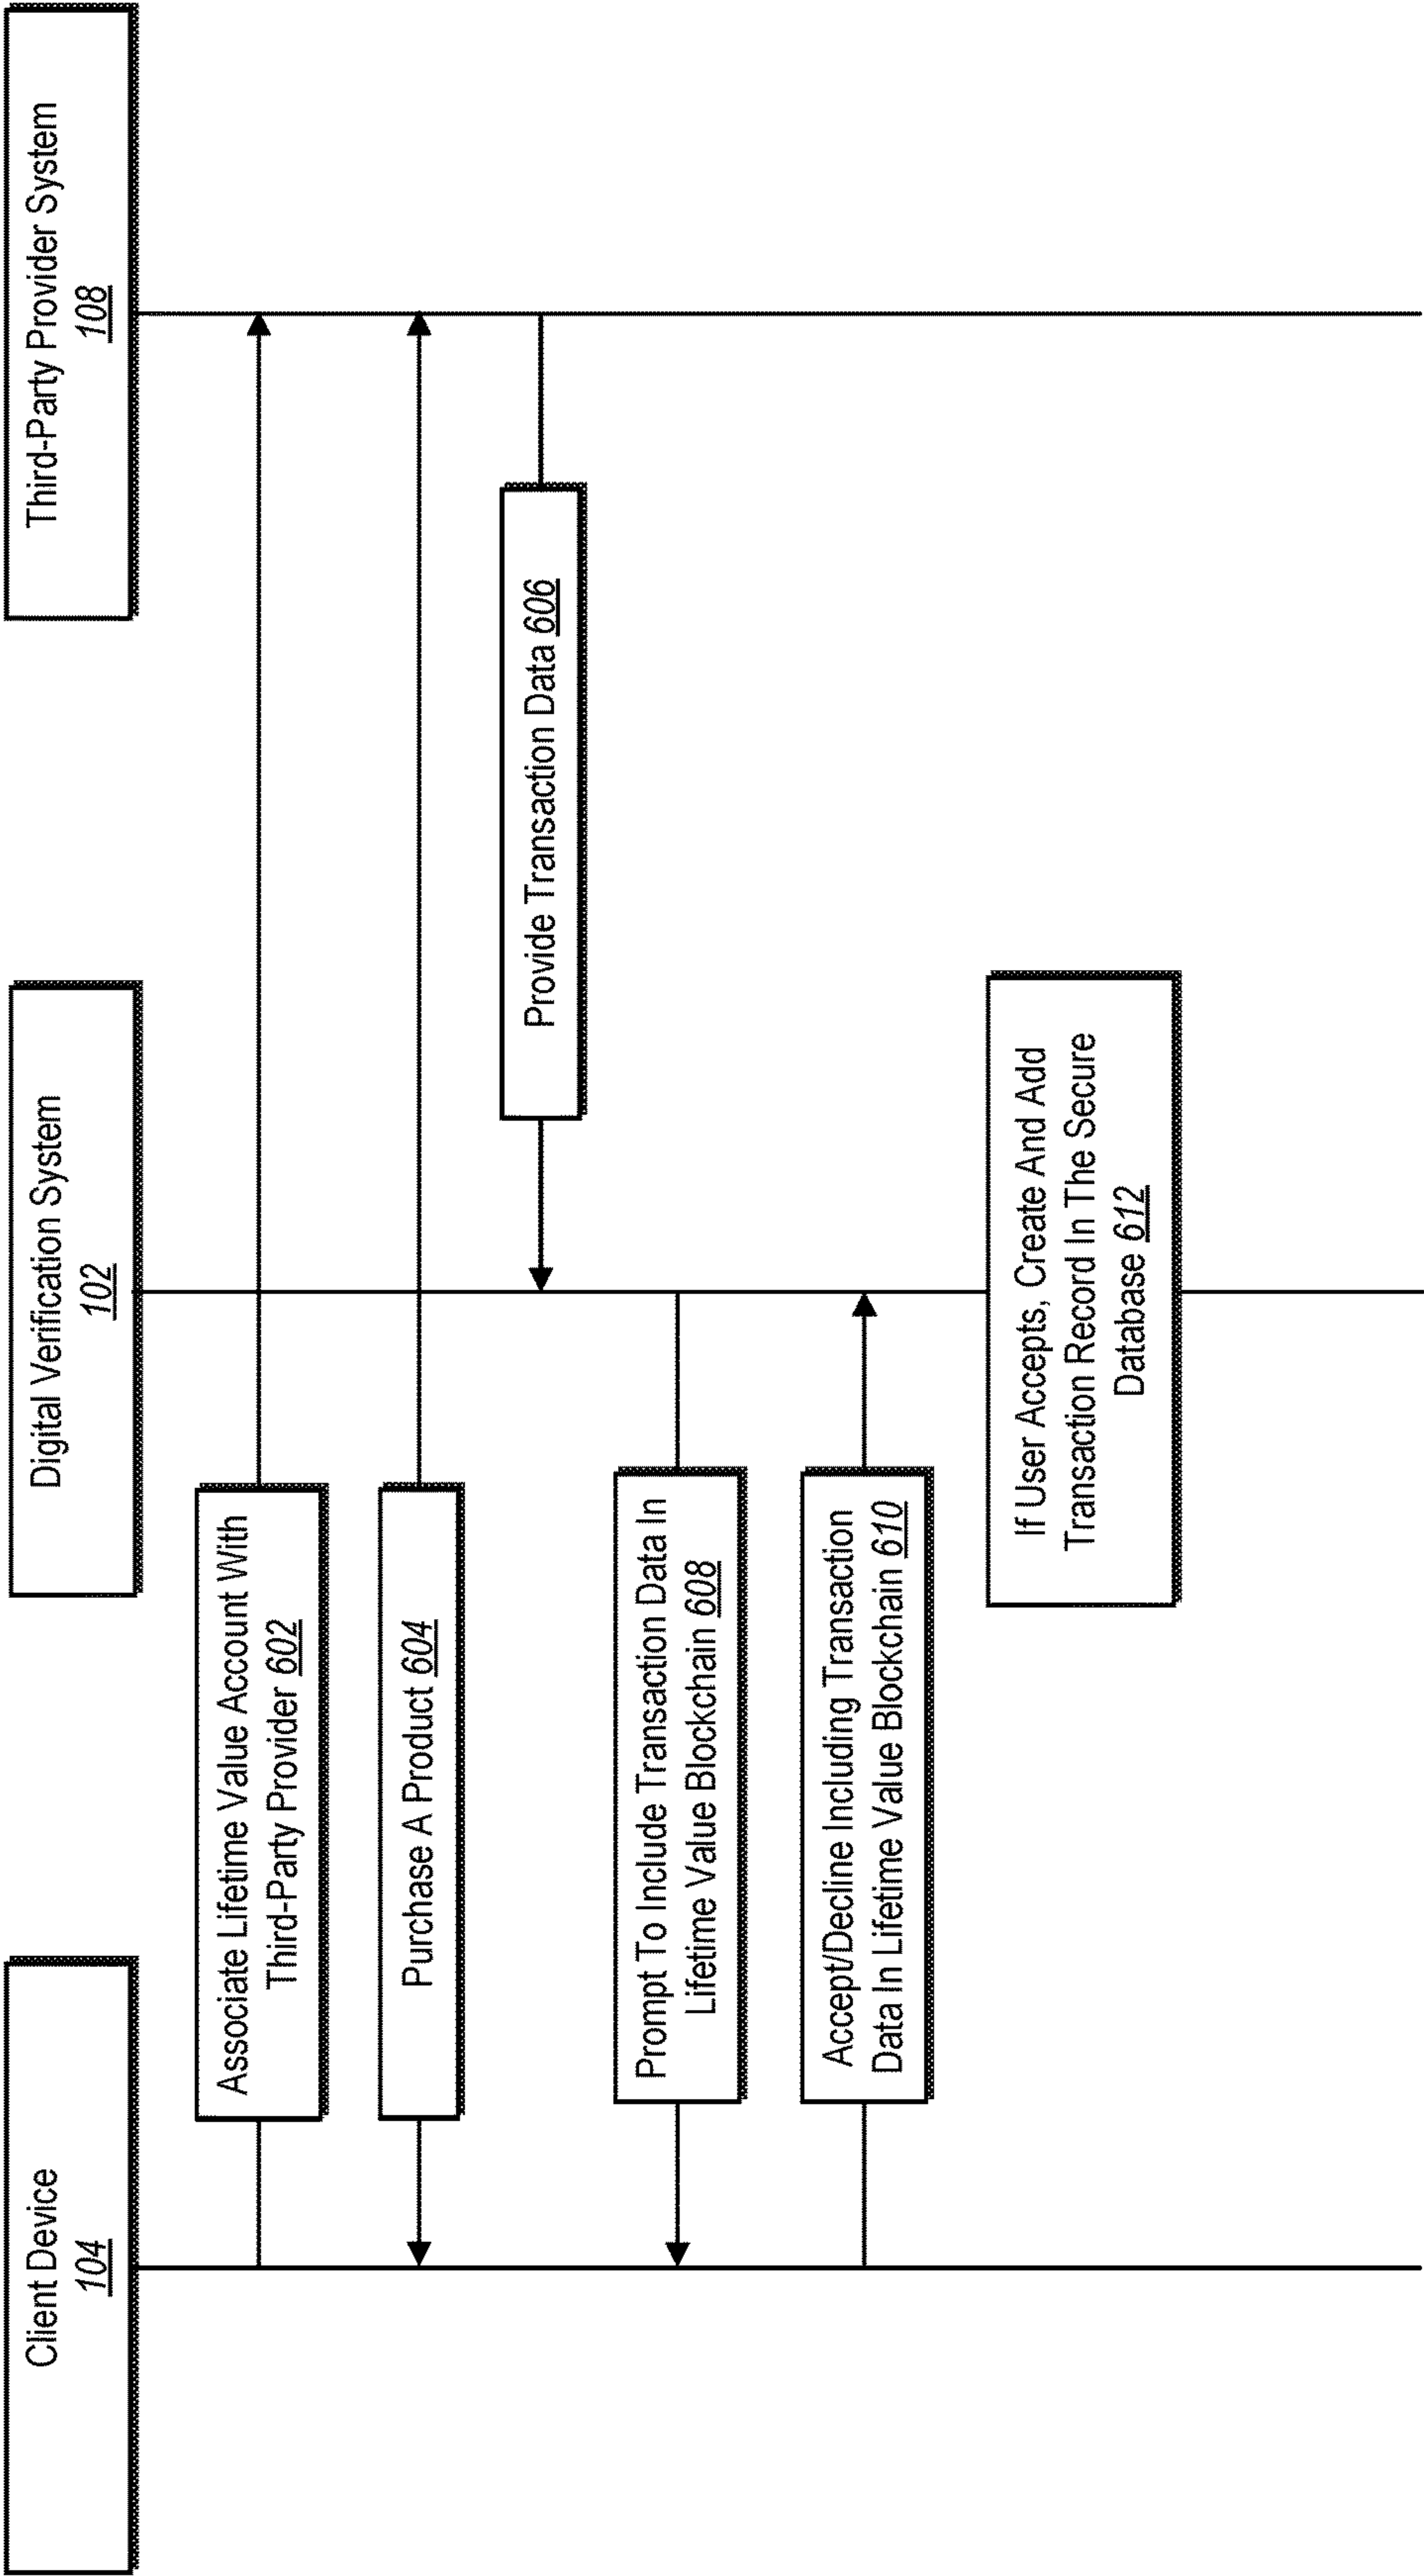 Client Device
104
Digital Verification System
102
Third-Party Provider System
108
Associate Lifetime Value Account With
Third-Party Provider 602
Purchase A Product 604
Provide Transaction Data 606
Prompt To Include Transaction Data In
Lifetime Value Blockchain 608
Accept/Decline Including Transaction
Data In Lifetime Value Blockchain 610
If User Accepts, Create And Add
Transaction Record In The Secure
Database 612